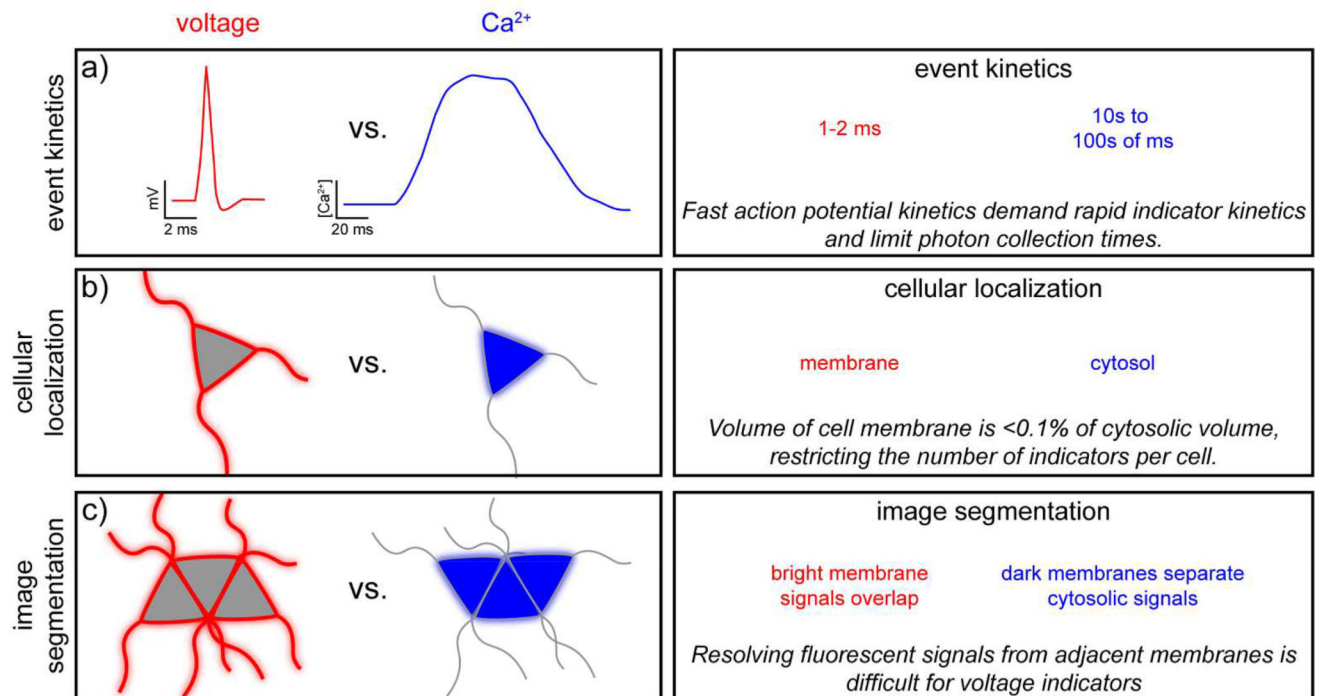 voltage
Ca²⁺
event kinetics
a)
vs.
mV
2 ms
[Ca²⁺]
20 ms
event kinetics
1-2 ms
10s to
100s of ms
Fast action potential kinetics demand rapid indicator kinetics
and limit photon collection times.
cellular
localization
b)
vs.
cellular localization
membrane
cytosol
Volume of cell membrane is <0.1% of cytosolic volume,
restricting the number of indicators per cell.
image
segmentation
c)
vs.
image segmentation
bright membrane
signals overlap
dark membranes separate
cytosolic signals
Resolving fluorescent signals from adjacent membranes is
difficult for voltage indicators